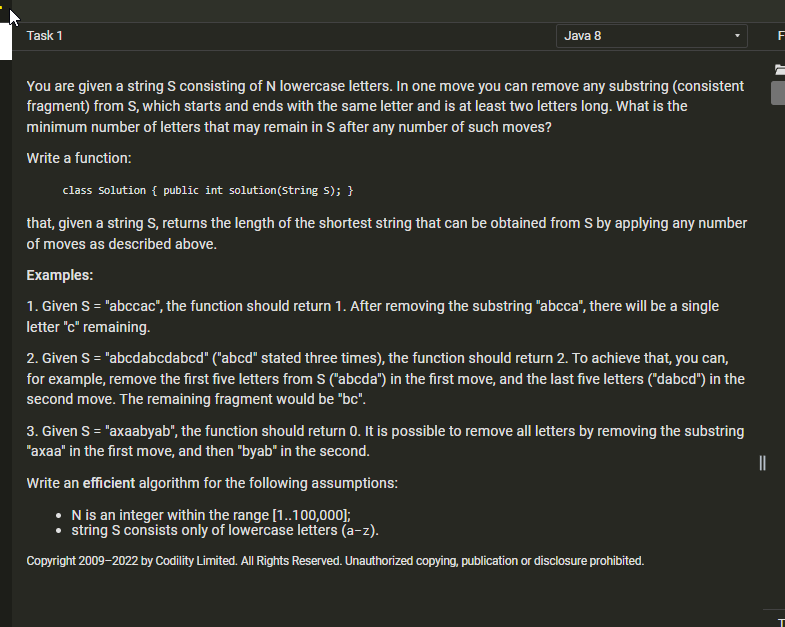 Task 1
Java 8
F
You are given a string S consisting of N lowercase letters. In one move you can remove any substring (consistent
fragment) from S, which starts and ends with the same letter and is at least two letters long. What is the
minimum number of letters that may remain in S after any number of such moves?
Write a function:
class Solution { public int solution(String S); }
that, given a string S, returns the length of the shortest string that can be obtained from S by applying any number
of moves as described above.
Examples:
1. Given S = "abccac", the function should return 1. After removing the substring "abcca", there will be a single
letter "c" remaining.
2. Given S = "abcdabcdabcd" ("abcd" stated three times), the function should return 2. To achieve that, you can,
for example, remove the first five letters from S ("abcda") in the first move, and the last five letters ("dabcd") in the
second move. The remaining fragment would be "bc".
3. Given S = "axaabyab", the function should return 0. It is possible to remove all letters by removing the substring
"axaa" in the first move, and then "byab" in the second.
Write an efficient algorithm for the following assumptions:
• N is an integer within the range [1..100,000];
• string S consists only of lowercase letters (a-z).
Copyright 2009–2022 by Codility Limited. All Rights Reserved. Unauthorized copying, publication or disclosure prohibited.
T